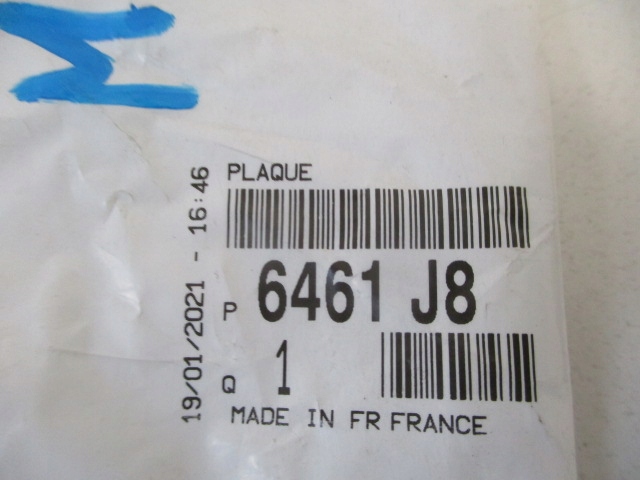 M
19/01/2021 - 16:46
PLAQUE
P 6461 J8
Q 1
MADE IN FR FRANCE